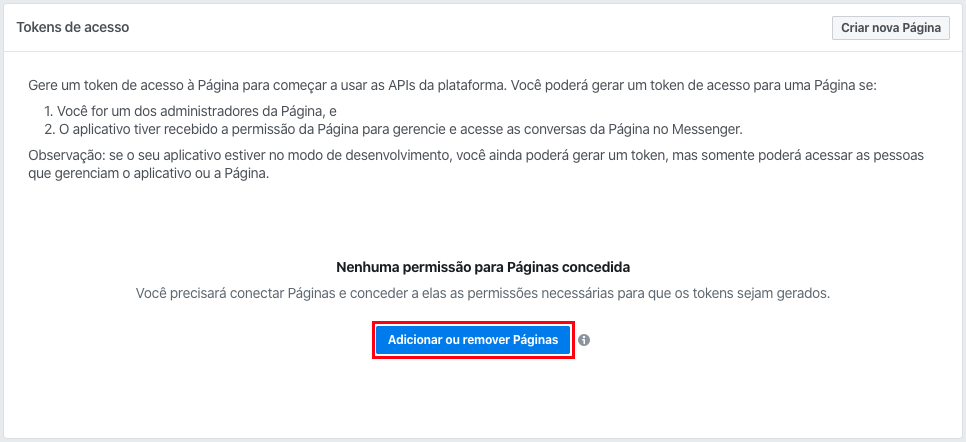 Tokens de acesso
Criar nova Página
Gere um token de acesso à Página para começar a usar as APIs da plataforma. Você poderá gerar um token de acesso para uma Página se:
1. Você for um dos administradores da Página, e
2. O aplicativo tiver recebido a permissão da Página para gerencie e acesse as conversas da Página no Messenger.
Observação: se o seu aplicativo estiver no modo de desenvolvimento, você ainda poderá gerar um token, mas somente poderá acessar as pessoas
que gerenciam o aplicativo ou a Página.
Nenhuma permissão para Páginas concedida
Você precisará conectar Páginas e conceder a elas as permissões necessárias para que os tokens sejam gerados.
Adicionar ou remover Páginas